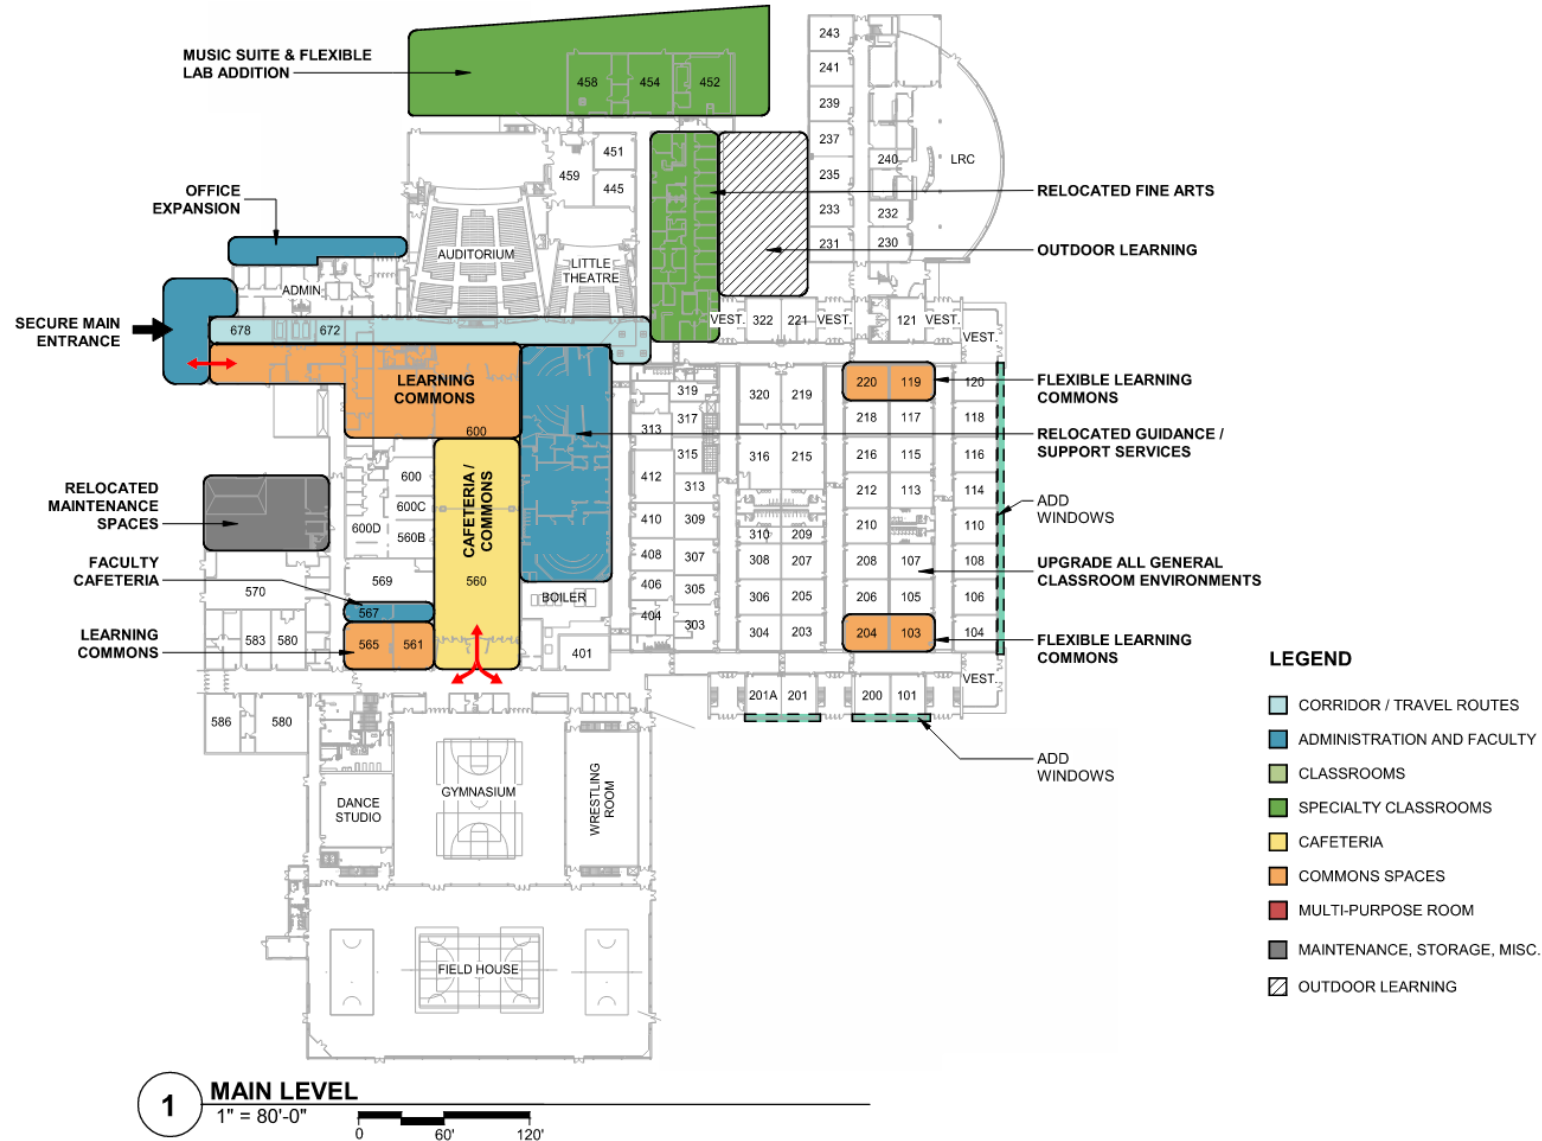 MUSIC SUITE & FLEXIBLE
LAB ADDITION
458
454
452
243
241
239
237
235
233
231
240
232
230
LRC
451
459
445
OFFICE
EXPANSION
AUDITORIUM
LITTLE
THEATRE
ADMIN
RELOCATED FINE ARTS
OUTDOOR LEARNING
SECURE MAIN
ENTRANCE
678
672
VEST.
322
221
VEST.
121
VEST.
VEST.
LEARNING
COMMONS
600
220
119
120
FLEXIBLE LEARNING
COMMONS
319
317
313
315
313
320
219
218
117
118
RELOCATED GUIDANCE /
SUPPORT SERVICES
316
215
216
115
116
412
212
113
114
410
309
310
209
210
110
ADD
WINDOWS
408
307
308
207
208
107
108
UPGRADE ALL GENERAL
CLASSROOM ENVIRONMENTS
406
305
306
205
206
105
106
404
303
304
203
204
103
104
FLEXIBLE LEARNING
COMMONS
RELOCATED
MAINTENANCE
SPACES
600
600C
600D
560B
CAFETERIA /
COMMONS
560
FACULTY
CAFETERIA
569
567
570
BOILER
LEARNING
COMMONS
583
580
565
561
401
VEST.
586
580
201A
201
200
101
ADD
WINDOWS
DANCE
STUDIO
GYMNASIUM
WRESTLING
ROOM
FIELD HOUSE
LEGEND
CORRIDOR / TRAVEL ROUTES
ADMINISTRATION AND FACULTY
CLASSROOMS
SPECIALTY CLASSROOMS
CAFETERIA
COMMONS SPACES
MULTI-PURPOSE ROOM
MAINTENANCE, STORAGE, MISC.
OUTDOOR LEARNING
1
MAIN LEVEL
1" = 80'-0"
0
60'
120'